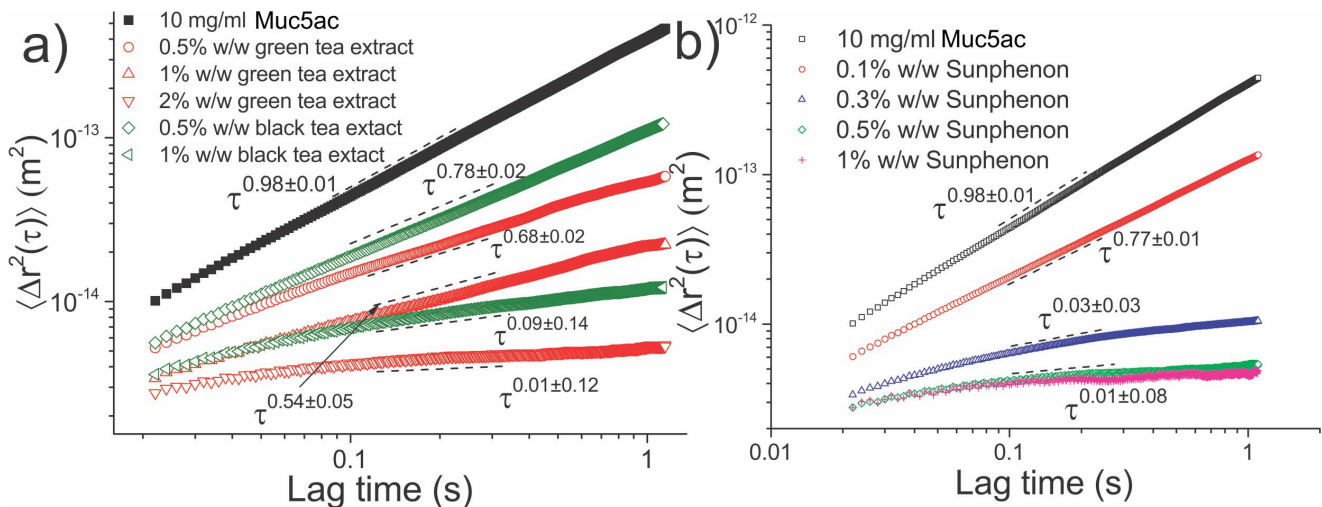 a)
10 mg/ml Muc5ac
0.5% w/w green tea extract
1% w/w green tea extract
2% w/w green tea extract
0.5% w/w black tea extact
1% w/w black tea extact
10⁻¹³
10⁻¹⁴
⟨Δr²(τ)⟩ (m²)
τ^0.98±0.01
τ^0.78±0.02
τ^0.68±0.02
τ^0.09±0.14
τ^0.01±0.12
τ^0.54±0.05
0.1
1
Lag time (s)
b)
10 mg/ml Muc5ac
0.1% w/w Sunphenon
0.3% w/w Sunphenon
0.5% w/w Sunphenon
1% w/w Sunphenon
10⁻¹²
10⁻¹³
10⁻¹⁴
⟨Δr²(τ)⟩ (m²)
τ^0.98±0.01
τ^0.77±0.01
τ^0.03±0.03
τ^0.01±0.08
0.01
0.1
1
Lag time (s)